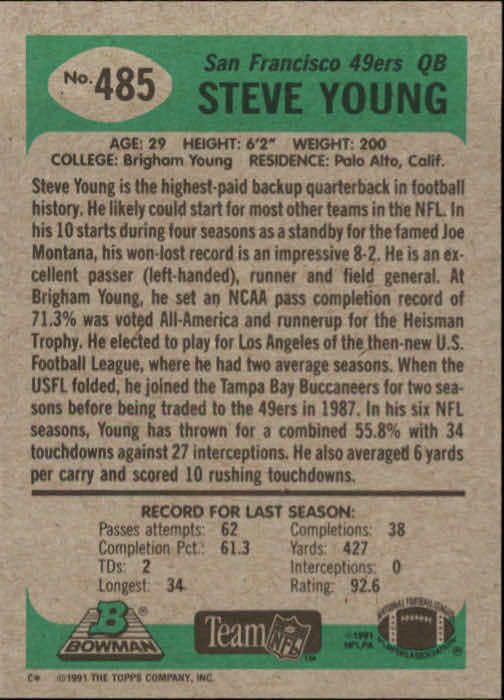 No. 485
San Francisco 49ers QB
STEVE YOUNG
AGE: 29 HEIGHT: 6'2" WEIGHT: 200
COLLEGE: Brigham Young RESIDENCE: Palo Alto, Calif.
Steve Young is the highest-paid backup quarterback in football
history. He likely could start for most other teams in the NFL. In
his 10 starts during four seasons as a standby for the famed Joe
Montana, his won-lost record is an impressive 8-2. He is an ex-
cellent passer (left-handed), runner and field general. At
Brigham Young, he set an NCAA pass completion record of
71.3% was voted All-America and runnerup for the Heisman
Trophy. He elected to play for Los Angeles of the then-new U.S.
Football League, where he had two average seasons. When the
USFL folded, he joined the Tampa Bay Buccaneers for two sea-
sons before being traded to the 49ers in 1987. In his six NFL
seasons, Young has thrown for a combined 55.8% with 34
touchdowns against 27 interceptions. He also averaged 6 yards
per carry and scored 10 rushing touchdowns.
RECORD FOR LAST SEASON:
Passes attempts: 62 Completions: 38
Completion Pct.: 61.3 Yards: 427
TDs: 2 Interceptions: 0
Longest: 34 Rating: 92.6
B ®
BOWMAN
Team NFL ™
©1991
NFLPA
NATIONAL FOOTBALL LEAGUE
PLAYERS ASSOCIATION
C* ©1991 THE TOPPS COMPANY, INC.